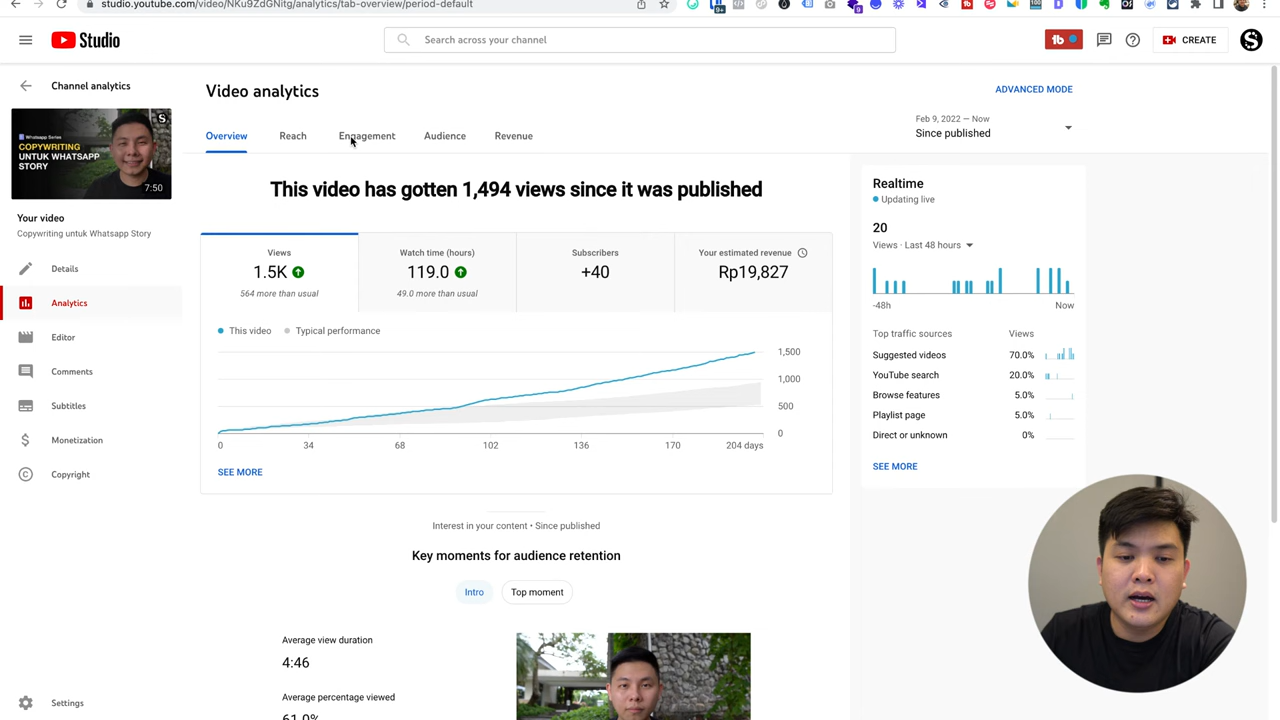 studio.youtube.com/video/NKu9ZdGNitg/analytics/tab-overview/period-default
Studio
Search across your channel
CREATE
Channel analytics
Whatsapp Series
COPYWRITING
UNTUK WHATSAPP
STORY
7:50
Your video
Copywriting untuk Whatsapp Story
Details
Analytics
Editor
Comments
Subtitles
Monetization
Copyright
Settings
Video analytics
ADVANCED MODE
Overview
Reach
Engagement
Audience
Revenue
Feb 9, 2022 — Now
Since published
This video has gotten 1,494 views since it was published
Views
1.5K
564 more than usual
Watch time (hours)
119.0
49.0 more than usual
Subscribers
+40
Your estimated revenue
Rp19,827
This video
Typical performance
1,500
1,000
500
0
0
34
68
102
136
170
204 days
SEE MORE
Interest in your content • Since published
Key moments for audience retention
Intro
Top moment
Average view duration
4:46
Average percentage viewed
61.0%
Realtime
Updating live
20
Views · Last 48 hours
-48h
Now
Top traffic sources
Views
Suggested videos
70.0%
YouTube search
20.0%
Browse features
5.0%
Playlist page
5.0%
Direct or unknown
0%
SEE MORE